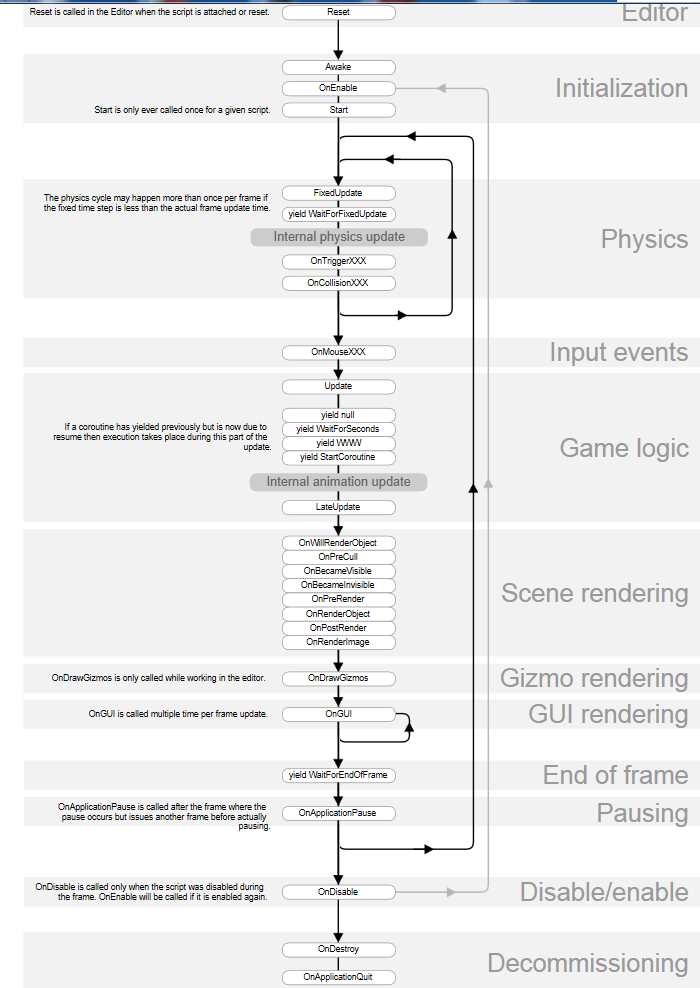 Reset is called in the Editor when the script is attached or reset.
Reset
Editor
Awake
OnEnable
Initialization
Start is only ever called once for a given script.
Start
The physics cycle may happen more than once per frame if
the fixed time step is less than the actual frame update time.
FixedUpdate
yield WaitForFixedUpdate
Internal physics update
Physics
OnTriggerXXX
OnCollisionXXX
OnMouseXXX
Input events
Update
If a coroutine has yielded previously but is now due to
resume then execution takes place during this part of the
update.
yield null
yield WaitForSeconds
yield WWW
yield StartCoroutine
Game logic
Internal animation update
LateUpdate
OnWillRenderObject
OnPreCull
OnBecameVisible
OnBecameInvisible
OnPreRender
OnRenderObject
OnPostRender
OnRenderImage
Scene rendering
OnDrawGizmos is only called while working in the editor.
OnDrawGizmos
Gizmo rendering
OnGUI is called multiple time per frame update.
OnGUI
GUI rendering
yield WaitForEndOfFrame
End of frame
OnApplicationPause is called after the frame where the
pause occurs but issues another frame before actually
pausing.
OnApplicationPause
Pausing
OnDisable is called only when the script was disabled during
the frame. OnEnable will be called if it is enabled again.
OnDisable
Disable/enable
OnDestroy
Decommissioning
OnApplicationQuit